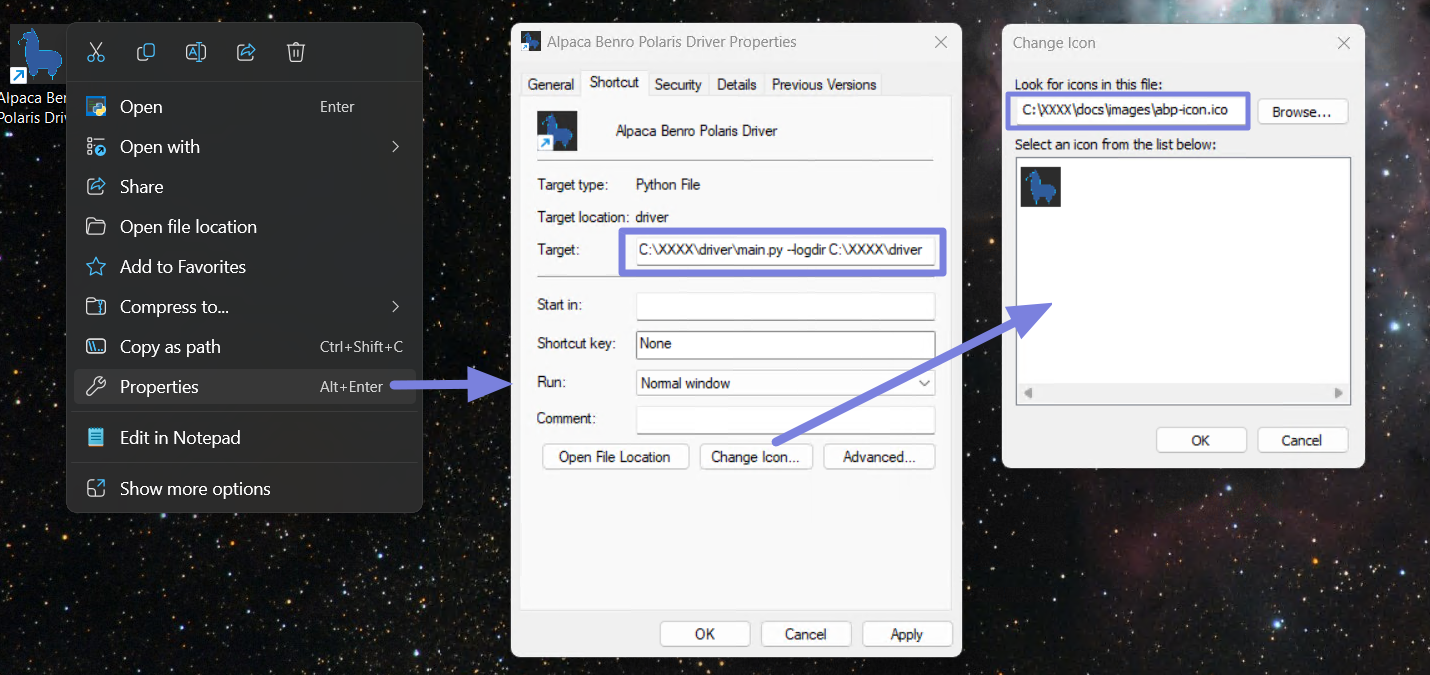 Alpaca Ben
Polaris Driv
Open Enter
Open with
Share
Open file location
Add to Favorites
Compress to...
Copy as path Ctrl+Shift+C
Properties Alt+Enter
Edit in Notepad
Show more options
Alpaca Benro Polaris Driver Properties
General Shortcut Security Details Previous Versions
Alpaca Benro Polaris Driver
Target type: Python File
Target location: driver
Target: C:\XXXX\driver\main.py --logdir C:\XXXX\driver
Start in:
Shortcut key: None
Run: Normal window
Comment:
Open File Location Change Icon... Advanced...
OK Cancel Apply
Change Icon
Look for icons in this file:
C:\XXXX\docs\images\abp-icon.ico Browse...
Select an icon from the list below:
OK Cancel